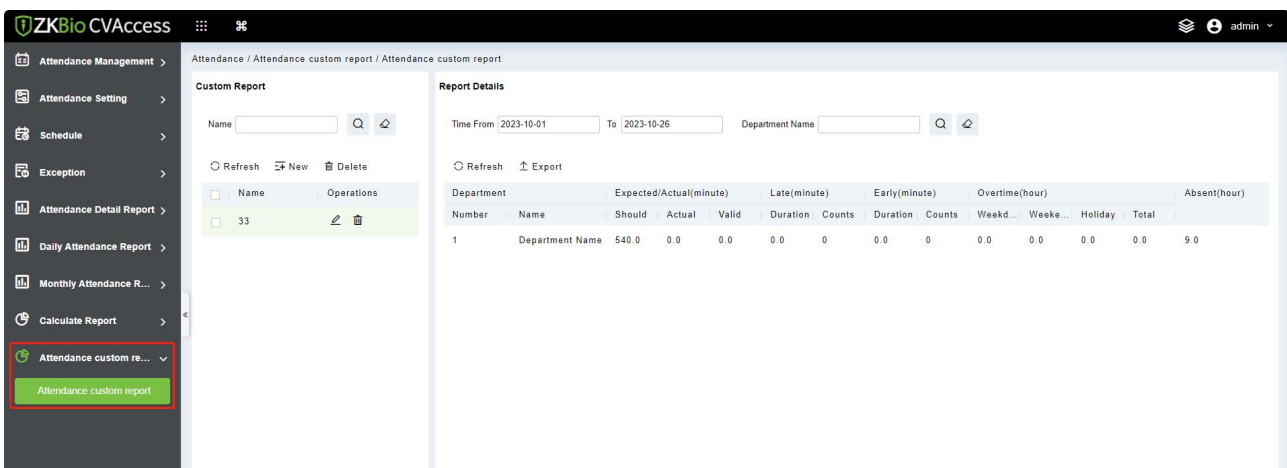 ZKBio CVAccess
admin
Attendance Management
Attendance Setting
Schedule
Exception
Attendance Detail Report
Daily Attendance Report
Monthly Attendance R...
Calculate Report
Attendance custom re...
Attendance custom report
Attendance / Attendance custom report / Attendance custom report
Custom Report
Name
Refresh New Delete
Name Operations
33
Report Details
Time From 2023-10-01 To 2023-10-26 Department Name
Refresh Export
Department Expected/Actual(minute) Late(minute) Early(minute) Overtime(hour) Absent(hour)
Number Name Should Actual Valid Duration Counts Duration Counts Weekd... Weeke... Holiday Total
1 Department Name 540.0 0.0 0.0 0.0 0 0.0 0 0.0 0.0 0.0 0.0 9.0